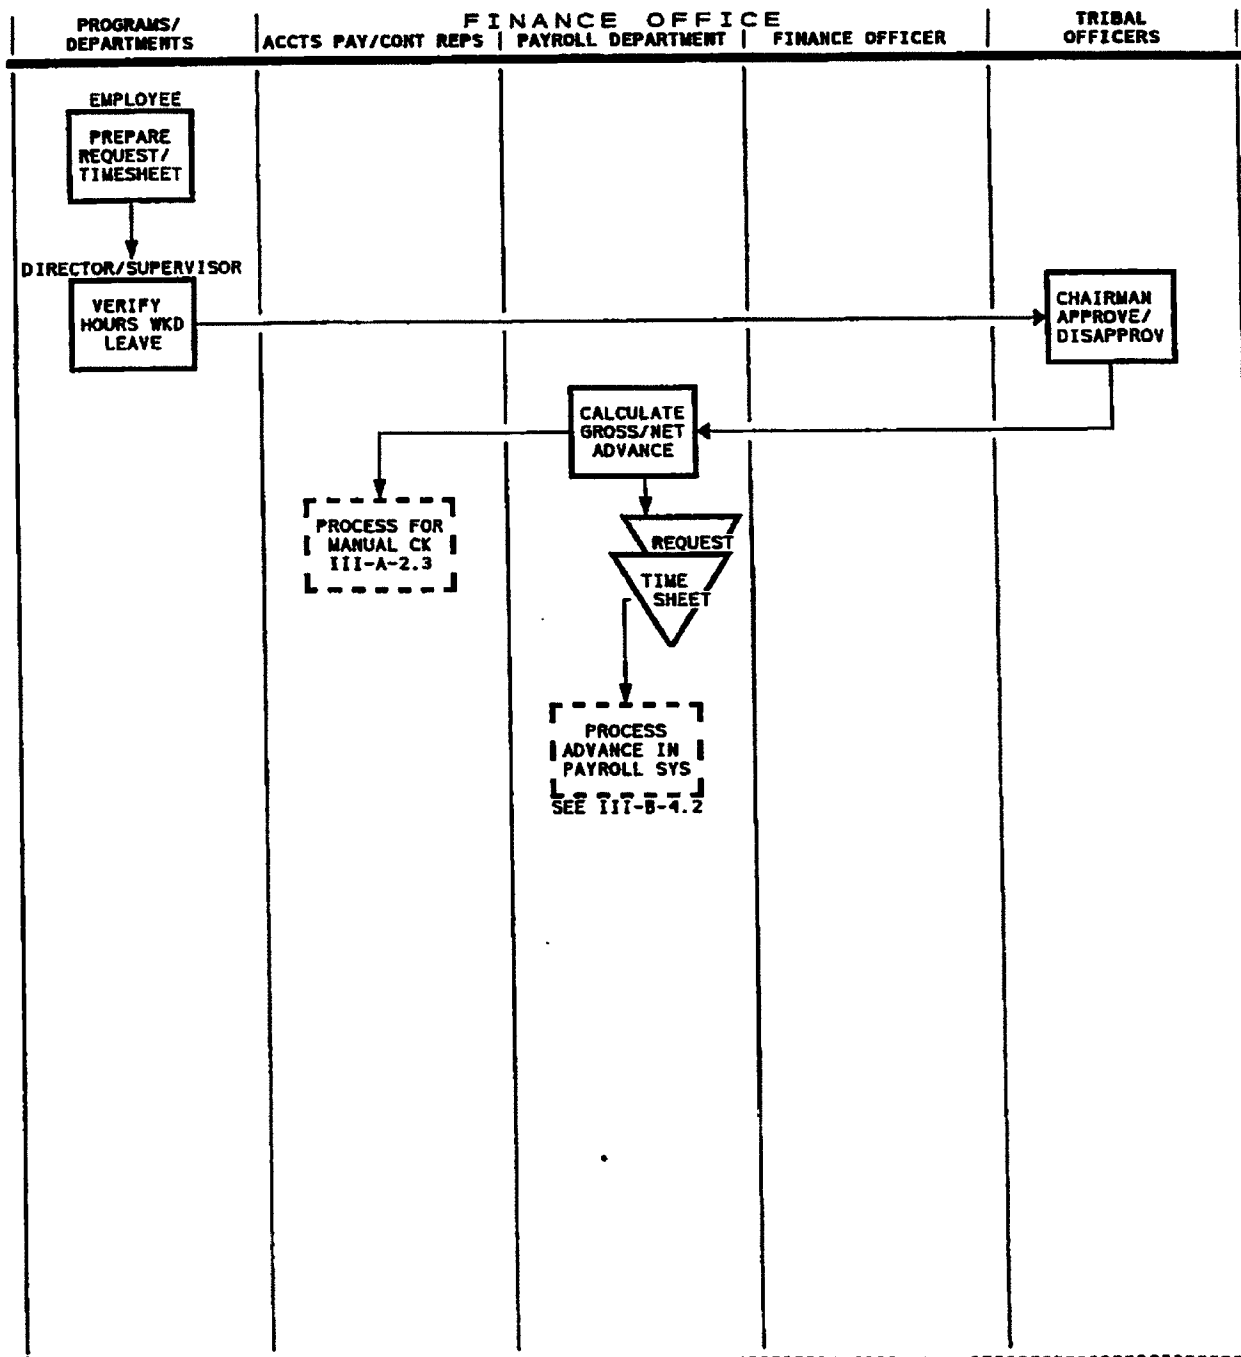 FINANCE OFFICE
PROGRAMS/
DEPARTMENTS
ACCTS PAY/CONT REPS
PAYROLL DEPARTMENT
FINANCE OFFICER
TRIBAL
OFFICERS
EMPLOYEE
PREPARE
REQUEST/
TIMESHEET
DIRECTOR/SUPERVISOR
VERIFY
HOURS WKD
LEAVE
CHAIRMAN
APPROVE/
DISAPPROV
CALCULATE
GROSS/NET
ADVANCE
PROCESS FOR
MANUAL CK
III-A-2.3
REQUEST
TIME
SHEET
PROCESS
ADVANCE IN
PAYROLL SYS
SEE III-B-4.2